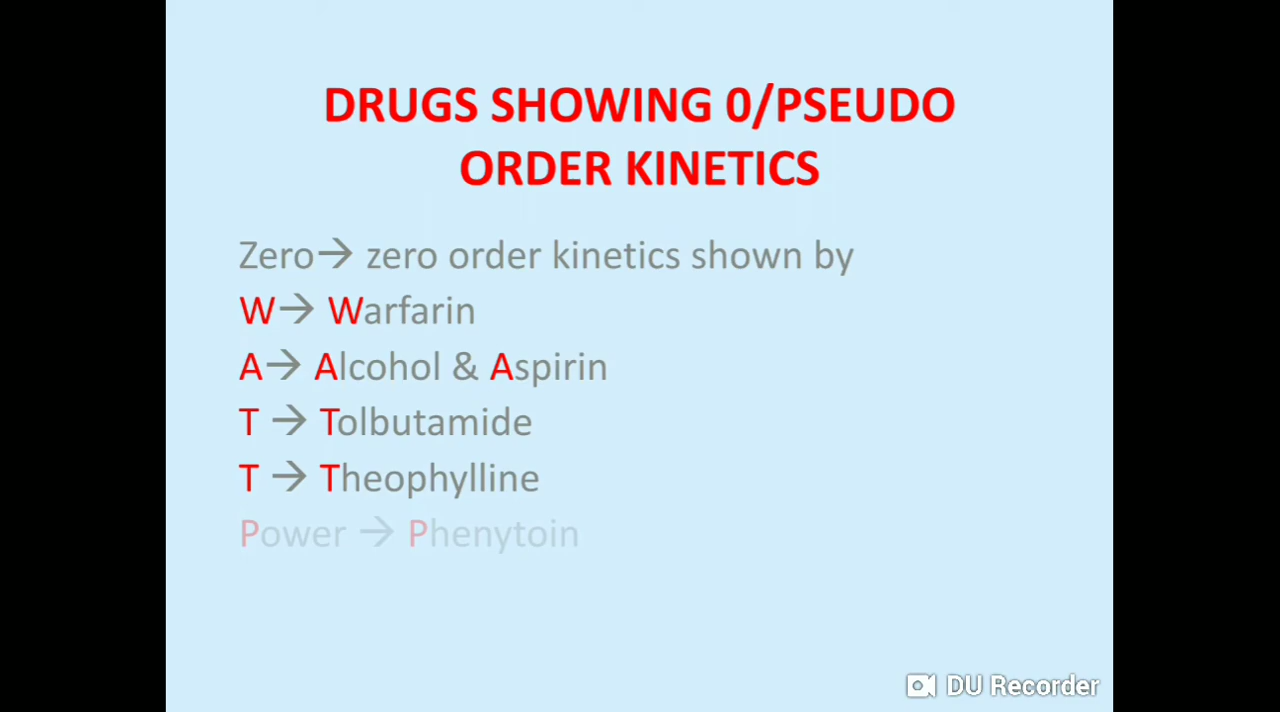 DRUGS SHOWING 0/PSEUDO
ORDER KINETICS
Zero→ zero order kinetics shown by
W→ Warfarin
A→ Alcohol & Aspirin
T → Tolbutamide
T → Theophylline
Power → Phenytoin
DU Recorder